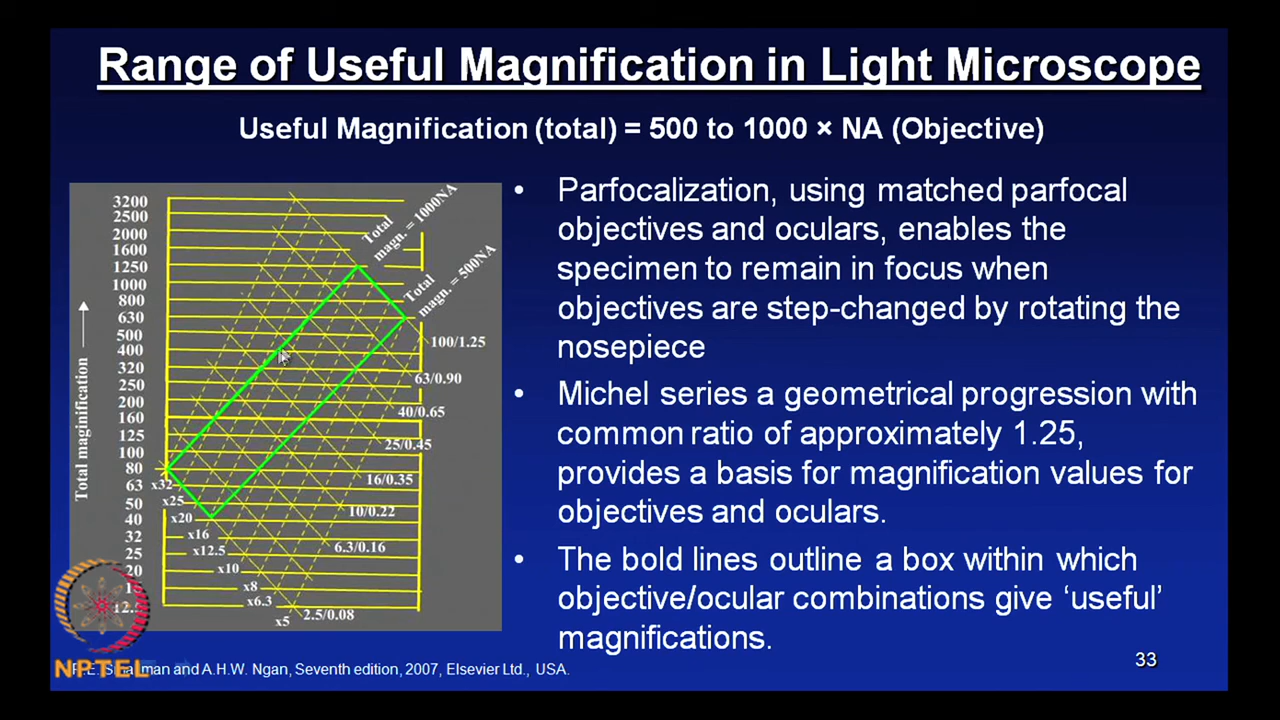 Range of Useful Magnification in Light Microscope
Useful Magnification (total) = 500 to 1000 × NA (Objective)
• Parfocalization, using matched parfocal
objectives and oculars, enables the
specimen to remain in focus when
objectives are step-changed by rotating the
nosepiece
• Michel series a geometrical progression with
common ratio of approximately 1.25,
provides a basis for magnification values for
objectives and oculars.
• The bold lines outline a box within which
objective/ocular combinations give ‘useful’
magnifications.
Total maginification
3200
2500
2000
1600
1250
1000
800
630
500
400
320
250
200
160
125
100
80
63
50
40
32
25
20
12.5
Total
magn. = 1000NA
Total
magn. = 500NA
100/1.25
63/0.90
40/0.65
25/0.45
16/0.35
10/0.22
6.3/0.16
2.5/0.08
x32
x25
x20
x16
x12.5
x10
x8
x6.3
x5
NPTEL
and A.H.W. Ngan, Seventh edition, 2007, Elsevier Ltd., USA.
33